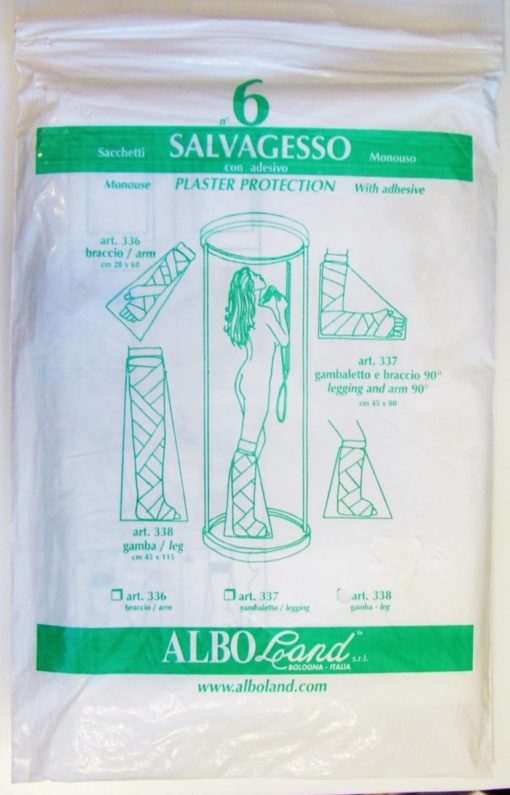 n° 6
Sacchetti SALVAGESSO Monouso
con adesivo
Monouse PLASTER PROTECTION With adhesive
art. 336
braccio / arm
cm 28 x 60
art. 337
gambaletto e braccio 90°
legging and arm 90°
cm 45 x 80
art. 338
gamba / leg
cm 45 x 115
art. 336 art. 337 art. 338
braccio / arm gambaletto / legging gamba - leg
ALBO Land s.r.l.
BOLOGNA - ITALIA
www.alboland.com